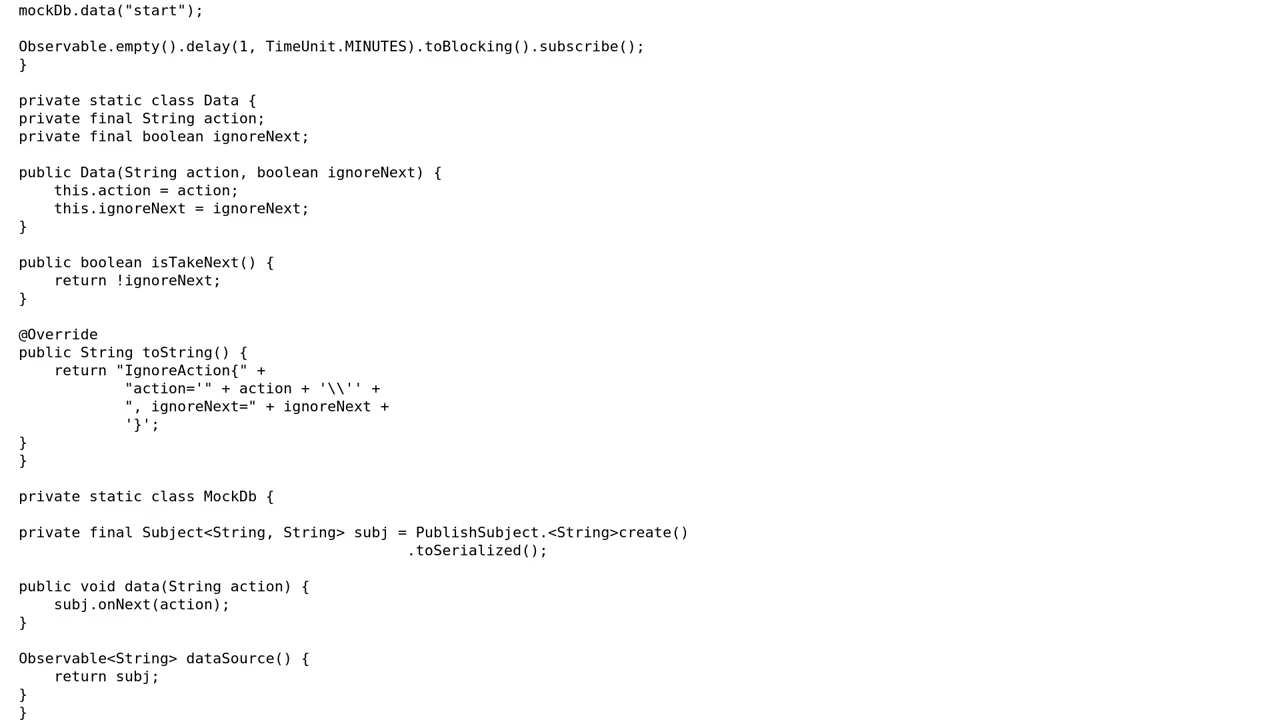 mockDb.data("start");

Observable.empty().delay(1, TimeUnit.MINUTES).toBlocking().subscribe();
}

private static class Data {
private final String action;
private final boolean ignoreNext;

public Data(String action, boolean ignoreNext) {
    this.action = action;
    this.ignoreNext = ignoreNext;
}

public boolean isTakeNext() {
    return !ignoreNext;
}

@Override
public String toString() {
    return "IgnoreAction{" +
            "action='" + action + '\\'' +
            ", ignoreNext=" + ignoreNext +
            '}';
}
}

private static class MockDb {

private final Subject<String, String> subj = PublishSubject.<String>create()
                                            .toSerialized();

public void data(String action) {
    subj.onNext(action);
}

Observable<String> dataSource() {
    return subj;
}
}